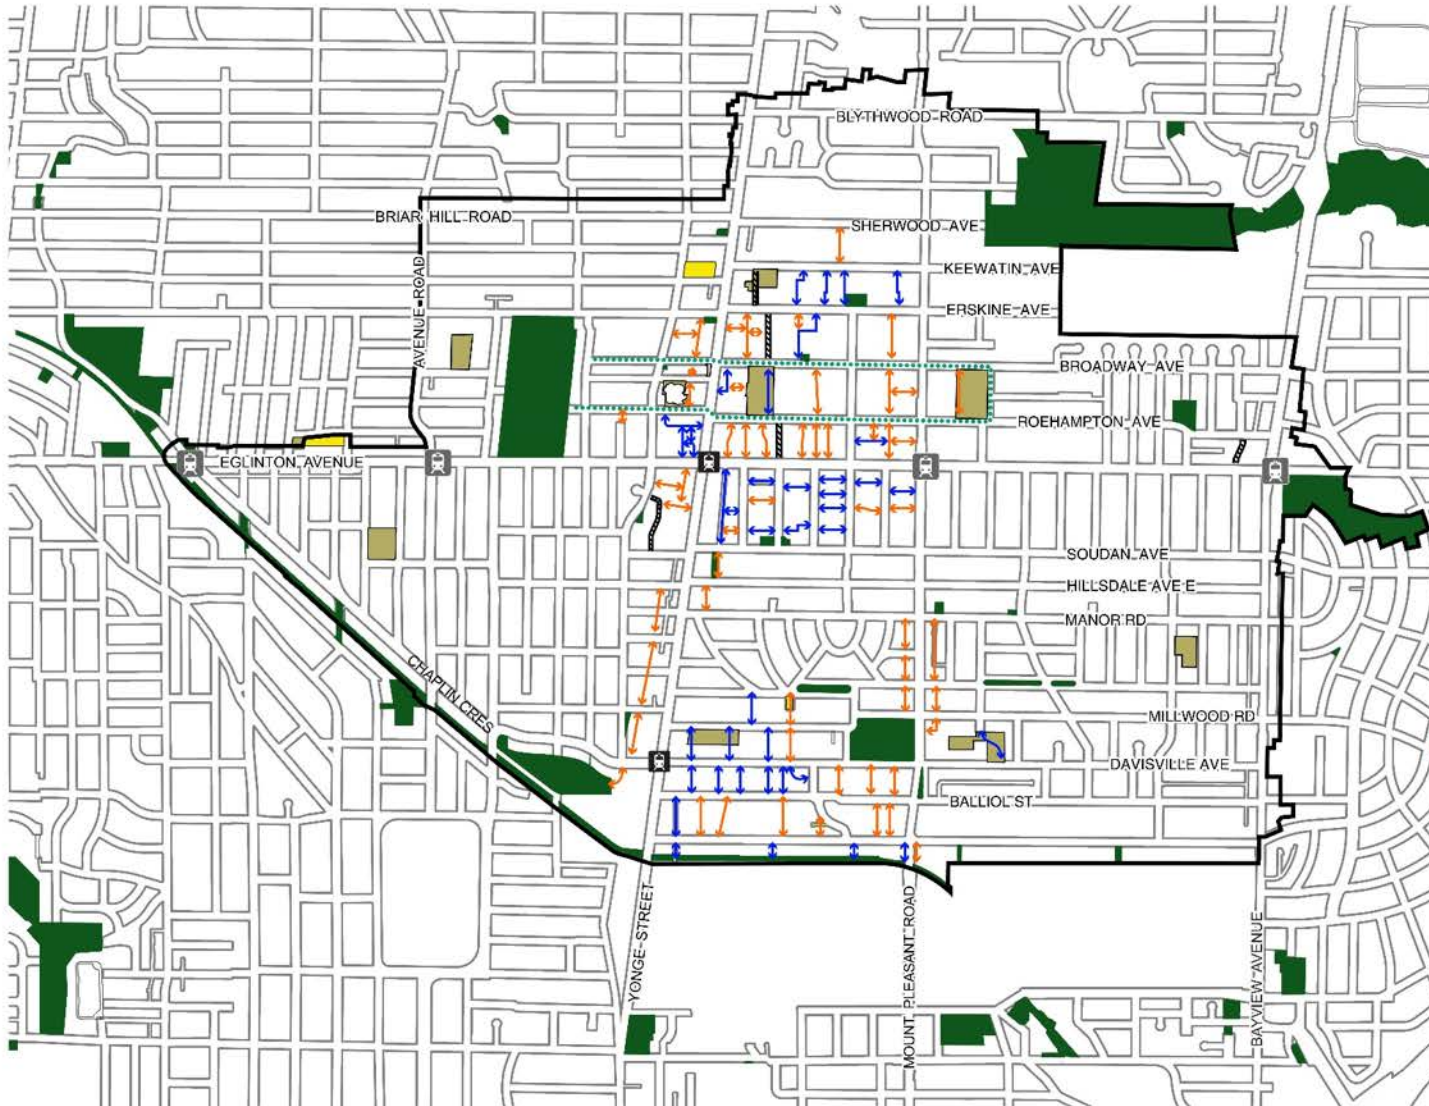 BLYTHWOOD ROAD
BRIAR HILL ROAD
SHERWOOD AVE
AVENUE ROAD
KEEWATIN AVE
ERSKINE AVE
BROADWAY AVE
ROEHAMPTON AVE
EGLINTON AVENUE
SOUDAN AVE
HILLSDALE AVE E
MANOR RD
CHAPLIN CRES
MILLWOOD RD
DAVISVILLE AVE
BALLIOL ST
YONGE STREET
MOUNT PLEASANT ROAD
BAYVIEW AVENUE